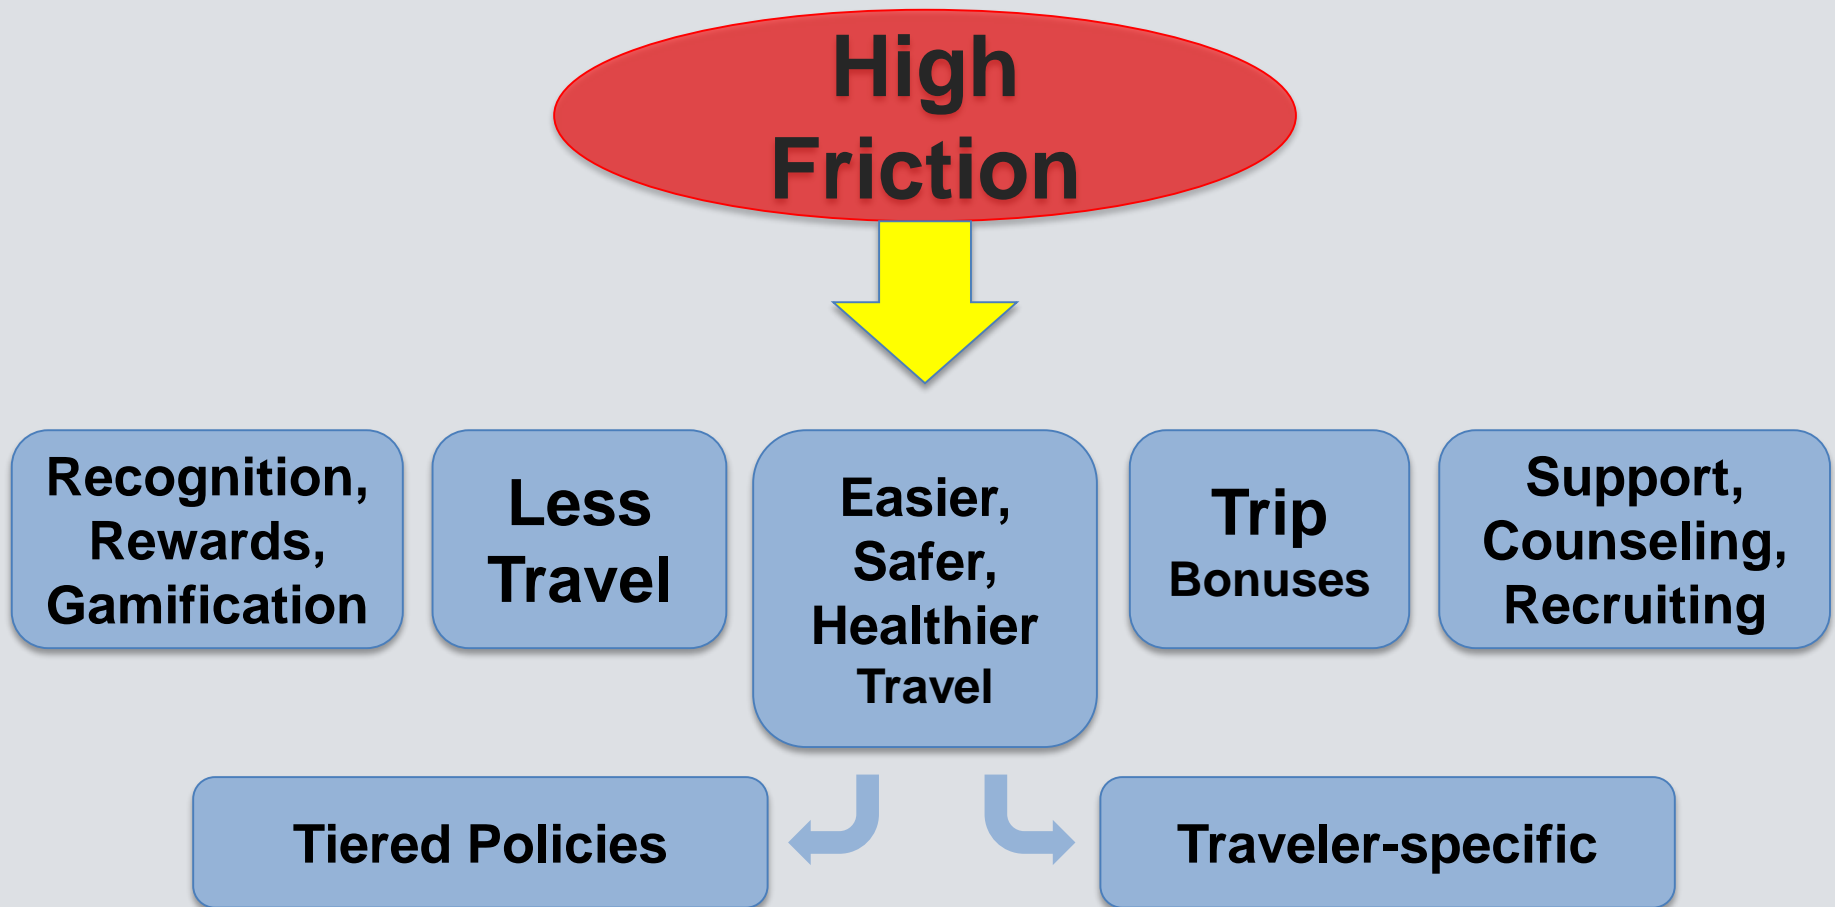 High
Friction
Recognition,
Rewards,
Gamification
Less
Travel
Easier,
Safer,
Healthier
Travel
Trip
Bonuses
Support,
Counseling,
Recruiting
Tiered Policies
Traveler-specific